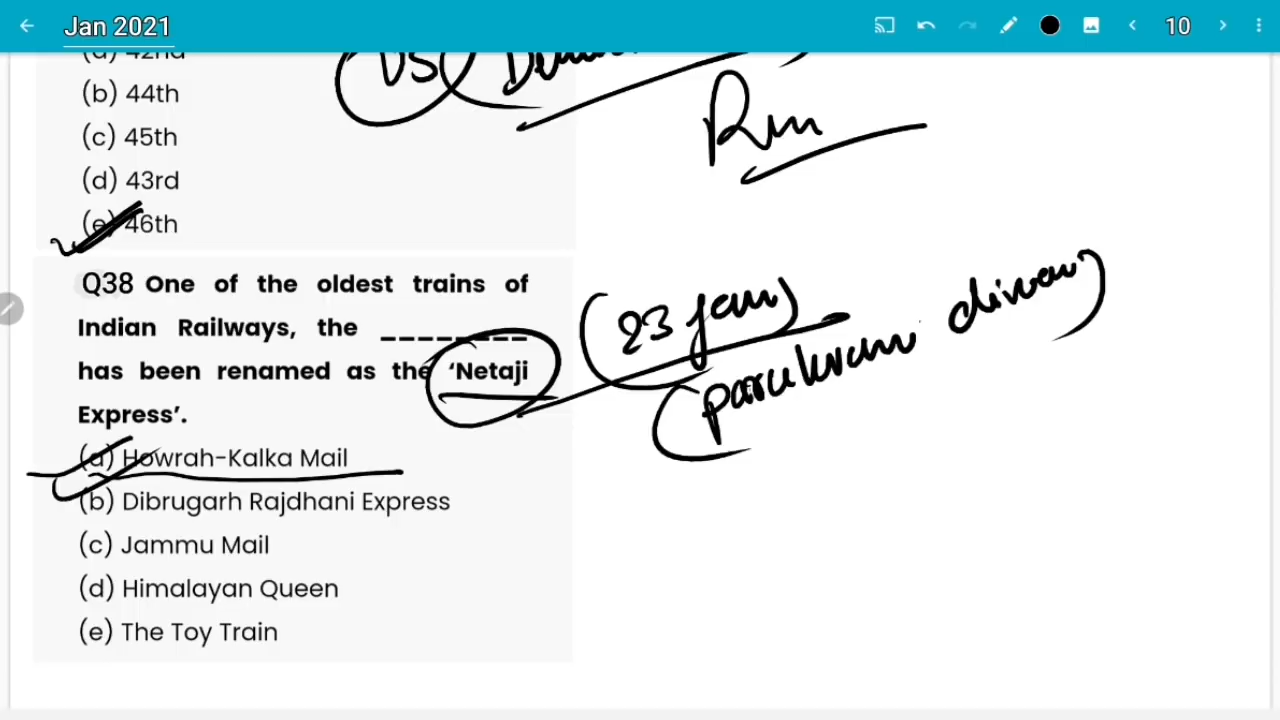 Jan 2021
10
(a) 42nd
(b) 44th
(c) 45th
(d) 43rd
(e) 46th
Q38 One of the oldest trains of
Indian Railways, the ________
has been renamed as the 'Netaji
Express'.
(a) Howrah-Kalka Mail
(b) Dibrugarh Rajdhani Express
(c) Jammu Mail
(d) Himalayan Queen
(e) The Toy Train
US
(23 Jan)
(parakram diwas)